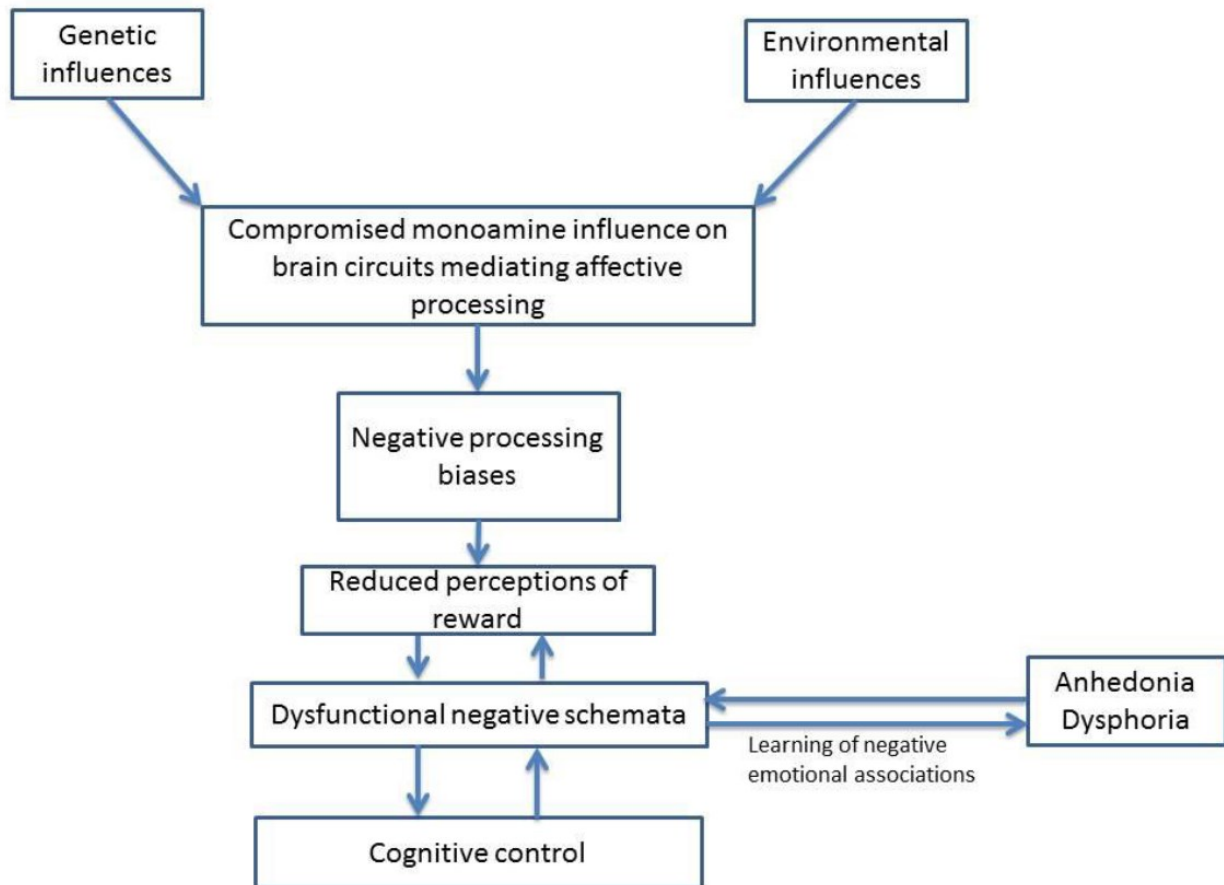 Genetic
influences
Environmental
influences
Compromised monoamine influence on
brain circuits mediating affective
processing
Negative processing
biases
Reduced perceptions of
reward
Dysfunctional negative schemata
Anhedonia
Dysphoria
Learning of negative
emotional associations
Cognitive control